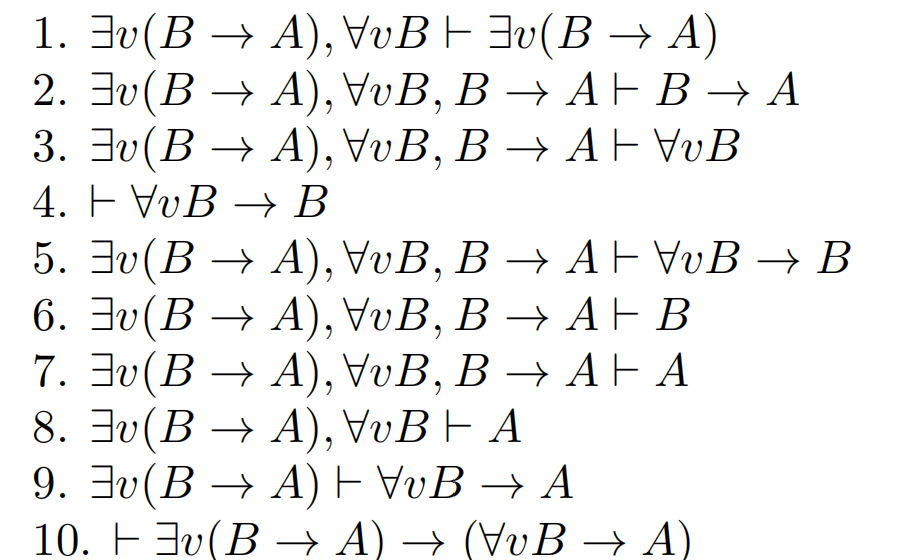 1. ∃v(B → A), ∀vB ⊢ ∃v(B → A)
2. ∃v(B → A), ∀vB, B → A ⊢ B → A
3. ∃v(B → A), ∀vB, B → A ⊢ ∀vB
4. ⊢ ∀vB → B
5. ∃v(B → A), ∀vB, B → A ⊢ ∀vB → B
6. ∃v(B → A), ∀vB, B → A ⊢ B
7. ∃v(B → A), ∀vB, B → A ⊢ A
8. ∃v(B → A), ∀vB ⊢ A
9. ∃v(B → A) ⊢ ∀vB → A
10. ⊢ ∃v(B → A) → (∀vB → A)